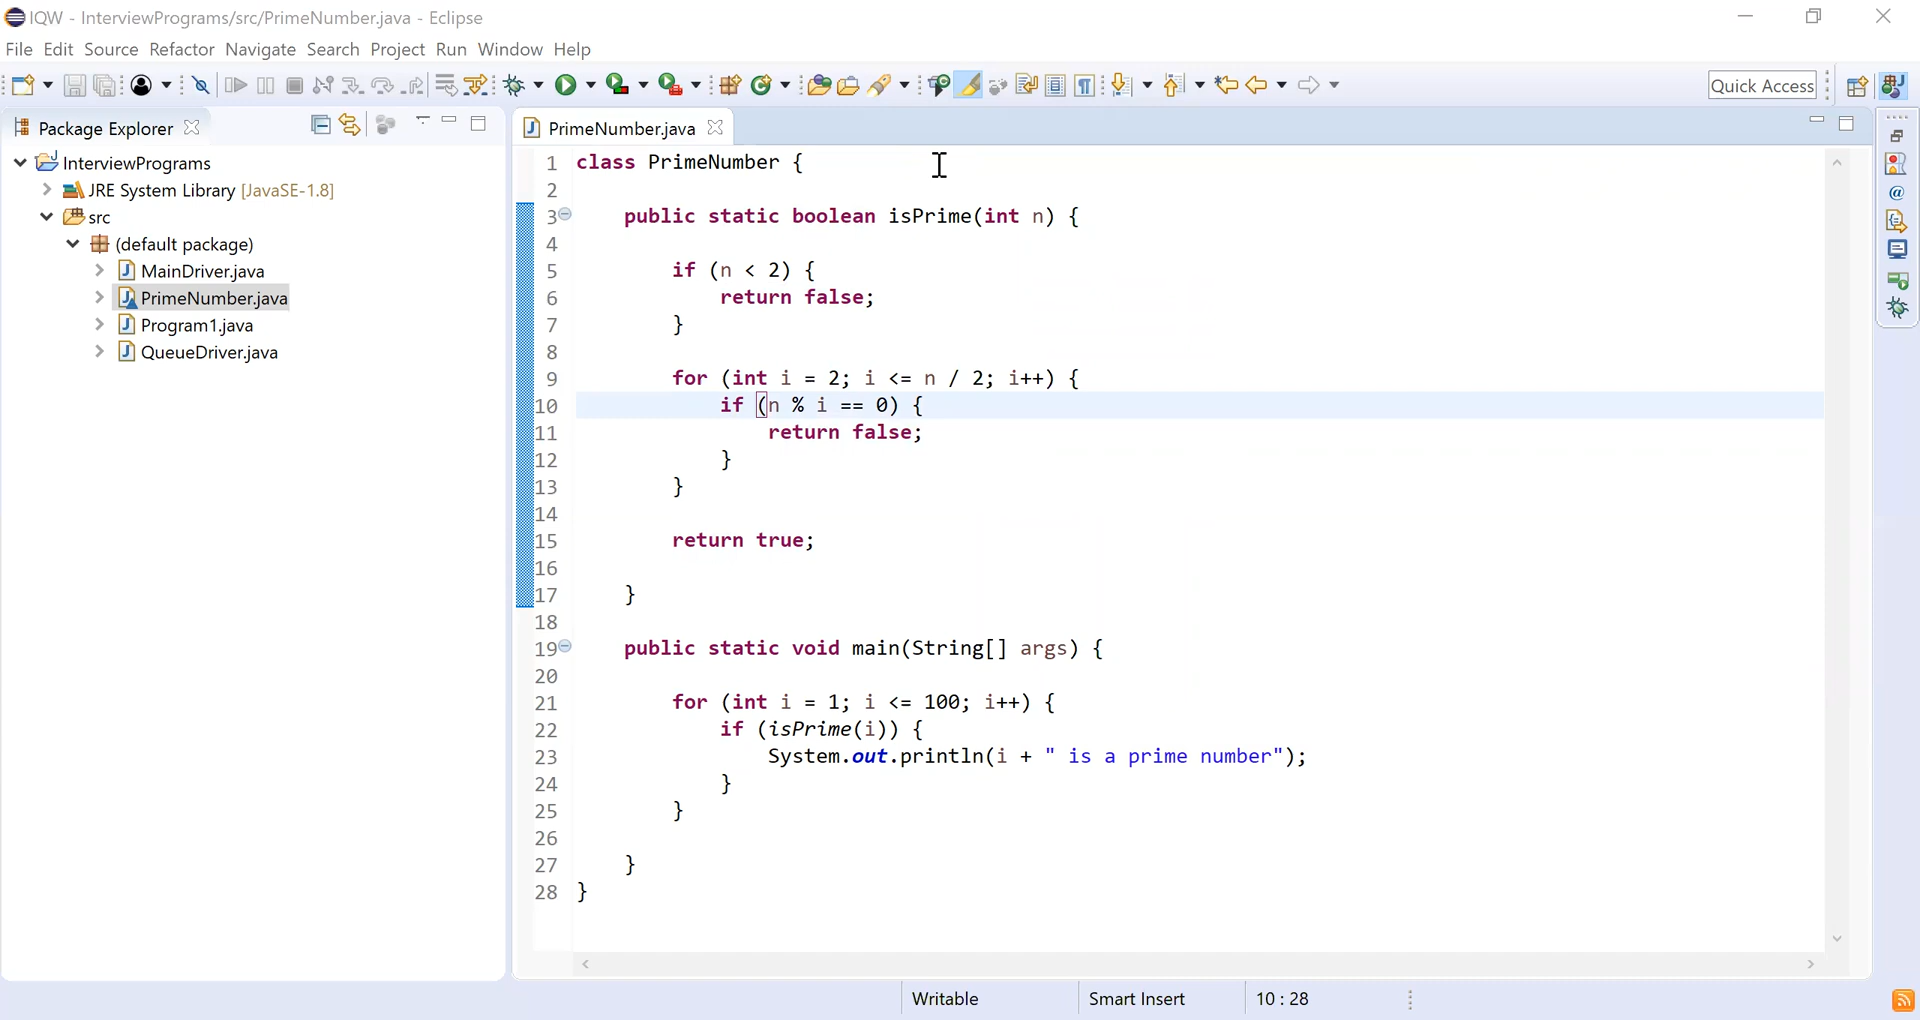 IQW - InterviewPrograms/src/PrimeNumber.java - Eclipse
File Edit Source Refactor Navigate Search Project Run Window Help
Quick Access
Package Explorer
InterviewPrograms
JRE System Library [JavaSE-1.8]
src
(default package)
MainDriver.java
PrimeNumber.java
Program1.java
QueueDriver.java
PrimeNumber.java
1 class PrimeNumber {
2
3 public static boolean isPrime(int n) {
4
5 if (n < 2) {
6 return false;
7 }
8
9 for (int i = 2; i <= n / 2; i++) {
10 if (n % i == 0) {
11 return false;
12 }
13 }
14
15 return true;
16
17 }
18
19 public static void main(String[] args) {
20
21 for (int i = 1; i <= 100; i++) {
22 if (isPrime(i)) {
23 System.out.println(i + " is a prime number");
24 }
25 }
26
27 }
28 }
Writable Smart Insert 10 : 28